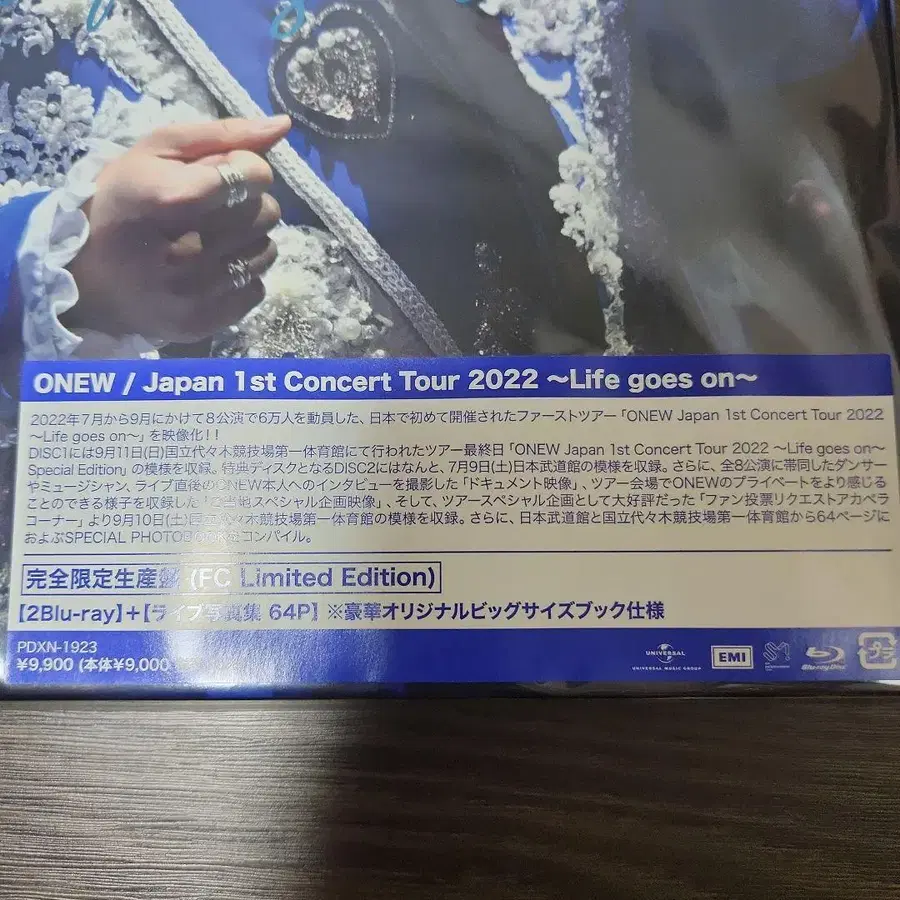 ONEW / Japan 1st Concert Tour 2022 ～Life goes on～
2022年7月から9月にかけて8公演で6万人を動員した、日本で初めて開催されたファーストツアー「ONEW Japan 1st Concert Tour 2022
～Life goes on～」を映像化!!
DISC1には9月11日(日)国立代々木競技場第一体育館にて行われたツアー最終日「ONEW Japan 1st Concert Tour 2022 ～Life goes on～
Special Edition」の模様を収録。特典ディスクとなるDISC2にはなんと、7月9日(土)日本武道館の模様を収録。さらに、全8公演に帯同したダンサー
やミュージシャン、ライブ直後のONEW本人へのインタビューを撮影した「ドキュメント映像」、ツアー会場でONEWのプライベートをより感じる
ことのできる様子を収録した「ご当地スペシャル企画映像」、そして、ツアースペシャル企画として大好評だった「ファン投票リクエストアカペラ
コーナー」より9月10日(土)国立代々木競技場第一体育館の模様を収録。さらに、日本武道館と国立代々木競技場第一体育館から64ページに
およぶSPECIAL PHOTOBOOKをコンパイル。
完全限定生産盤 (FC Limited Edition)
【2Blu-ray】+【ライブ写真集 64P】 ※豪華オリジナルビッグサイズブック仕様
PDXN-1923
¥9,900 (本体¥9,000
UNIVERSAL
UNIVERSAL MUSIC GROUP
EMI
Blu-ray Disc
プラ